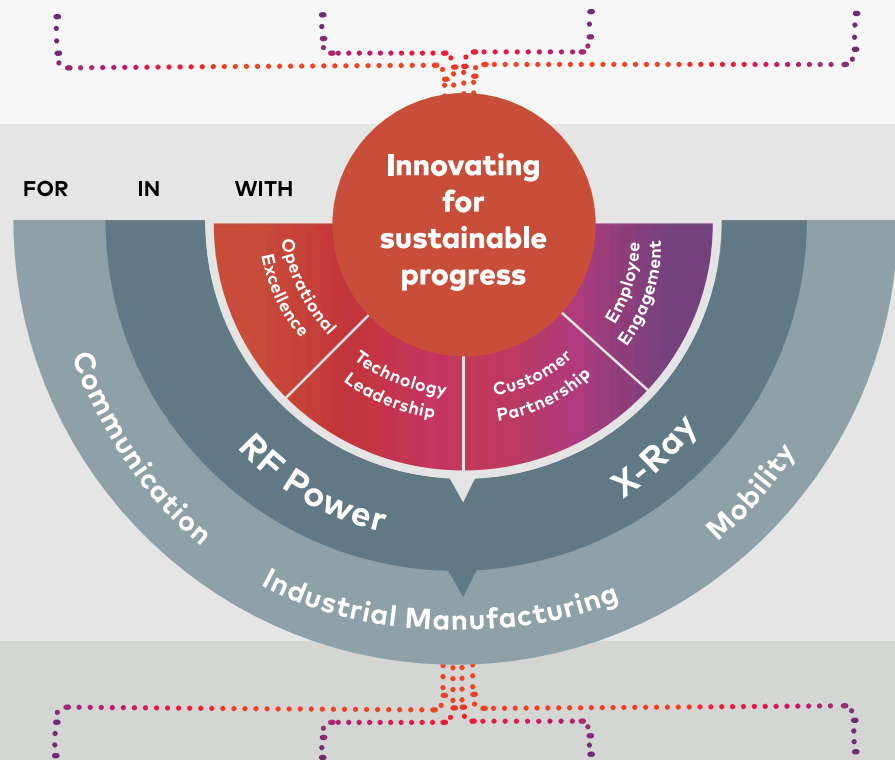 FOR
IN
WITH
Innovating
for
sustainable
progress
Operational
Excellence
Technology
Leadership
Customer
Partnership
Employee
Engagement
RF Power
X-Ray
Communication
Industrial Manufacturing
Mobility